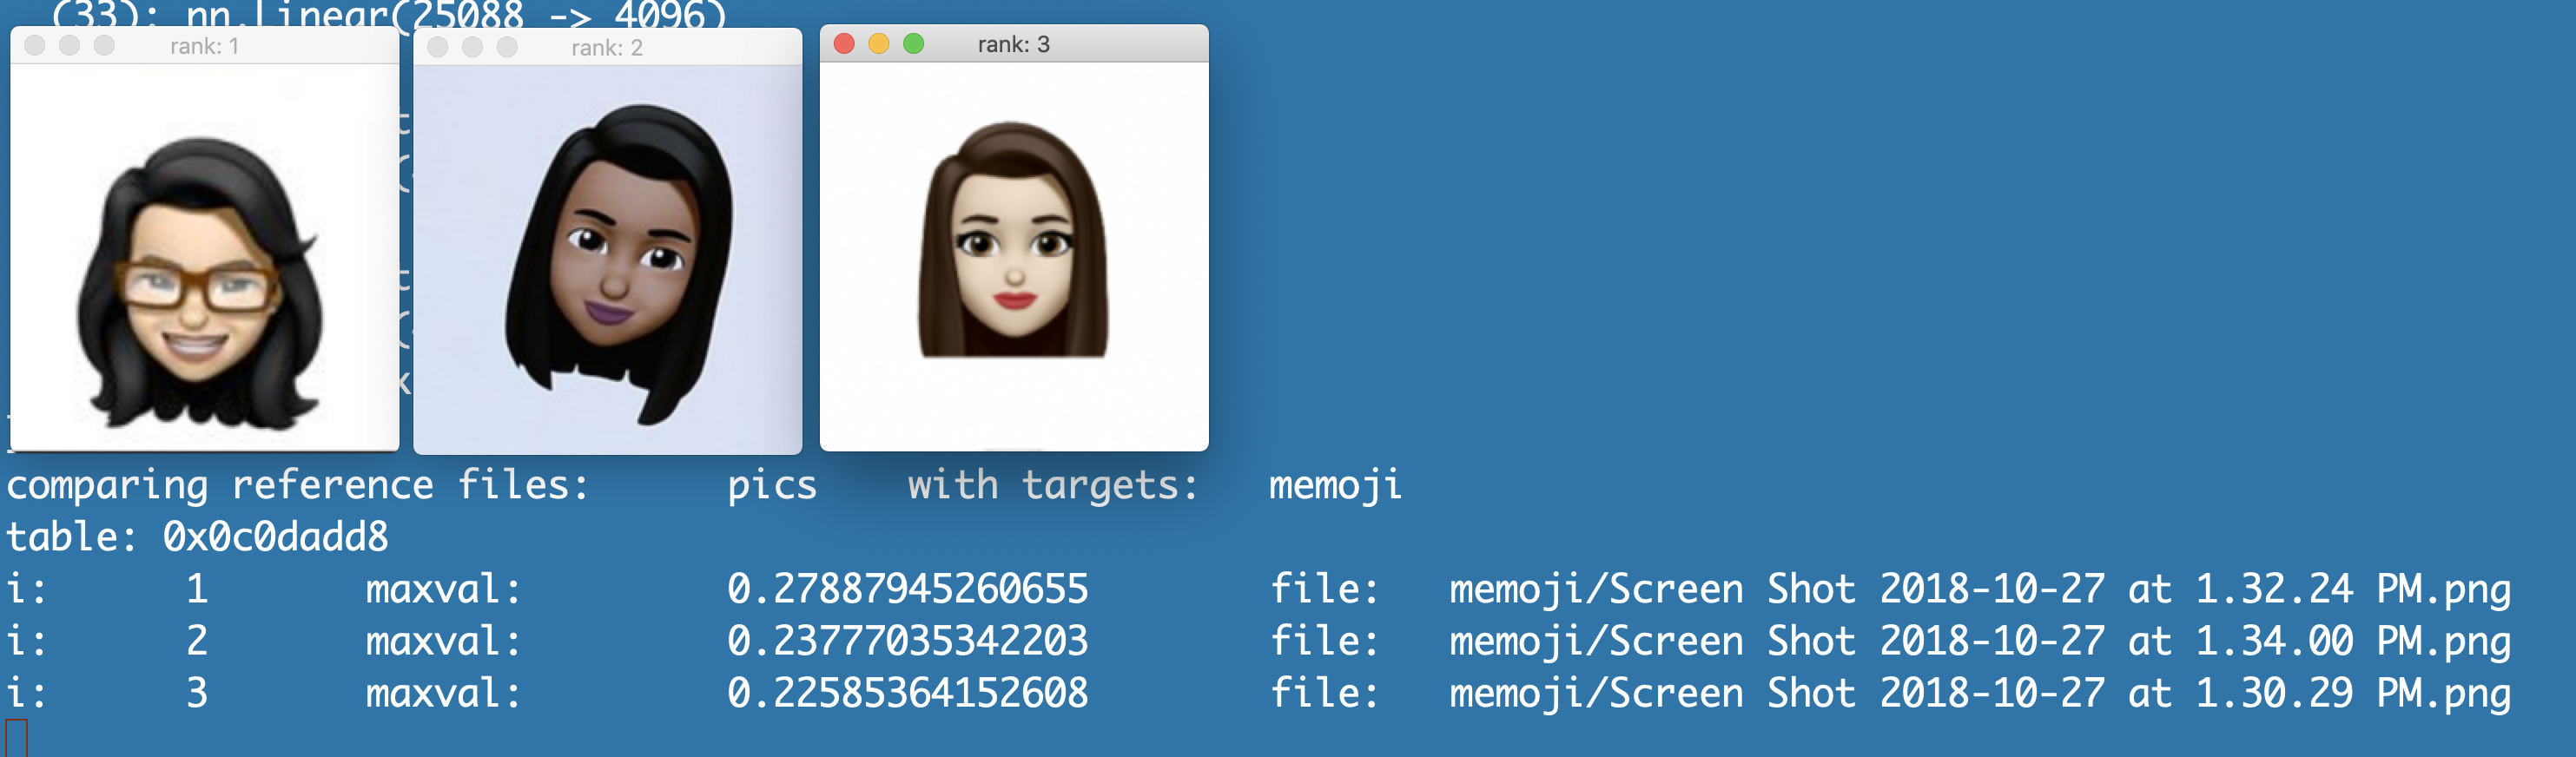 (33): nn.Linear(25088 -> 4096)
rank: 1
rank: 2
rank: 3
comparing reference files: pics with targets: memoji
table: 0x0c0dadd8
i: 1 maxval: 0.27887945260655 file: memoji/Screen Shot 2018-10-27 at 1.32.24 PM.png
i: 2 maxval: 0.23777035342203 file: memoji/Screen Shot 2018-10-27 at 1.34.00 PM.png
i: 3 maxval: 0.22585364152608 file: memoji/Screen Shot 2018-10-27 at 1.30.29 PM.png